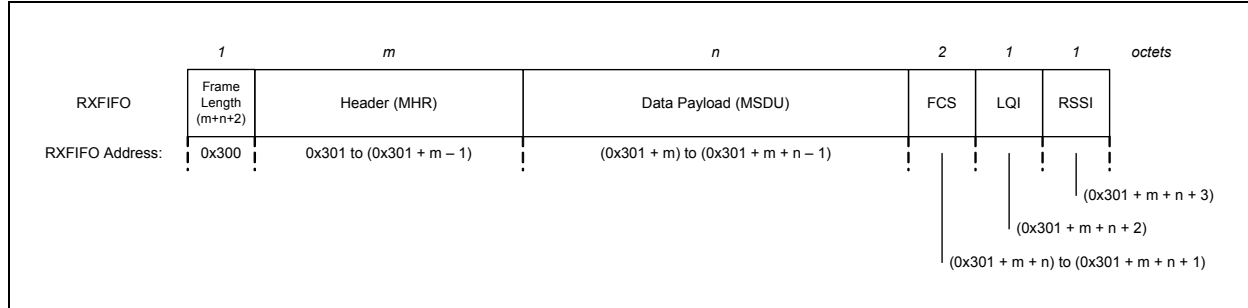 1 m n 2 1 1 octets
RXFIFO
Frame
Length
(m+n+2)
Header (MHR)
Data Payload (MSDU)
FCS
LQI
RSSI
RXFIFO Address: 0x300 0x301 to (0x301 + m – 1) (0x301 + m) to (0x301 + m + n – 1)
(0x301 + m + n + 3)
(0x301 + m + n + 2)
(0x301 + m + n) to (0x301 + m + n + 1)